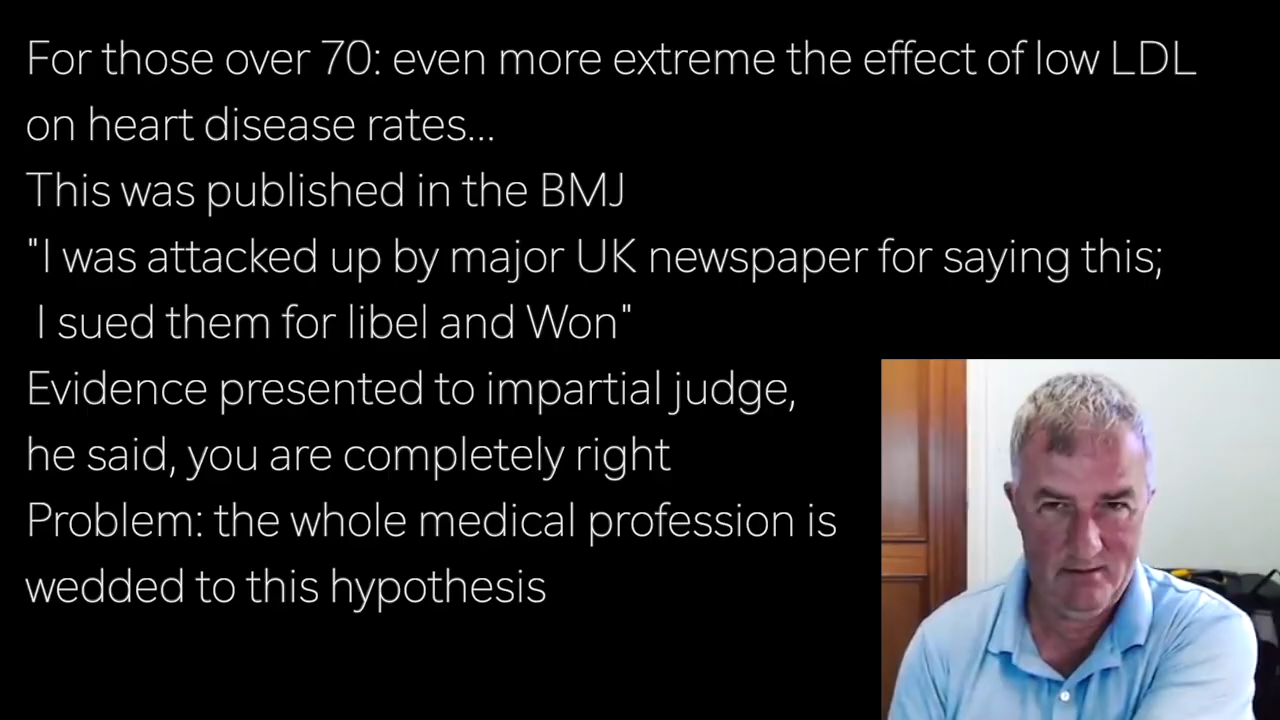 For those over 70: even more extreme the effect of low LDL
on heart disease rates...
This was published in the BMJ
"I was attacked up by major UK newspaper for saying this;
I sued them for libel and Won"
Evidence presented to impartial judge,
he said, you are completely right
Problem: the whole medical profession is
wedded to this hypothesis